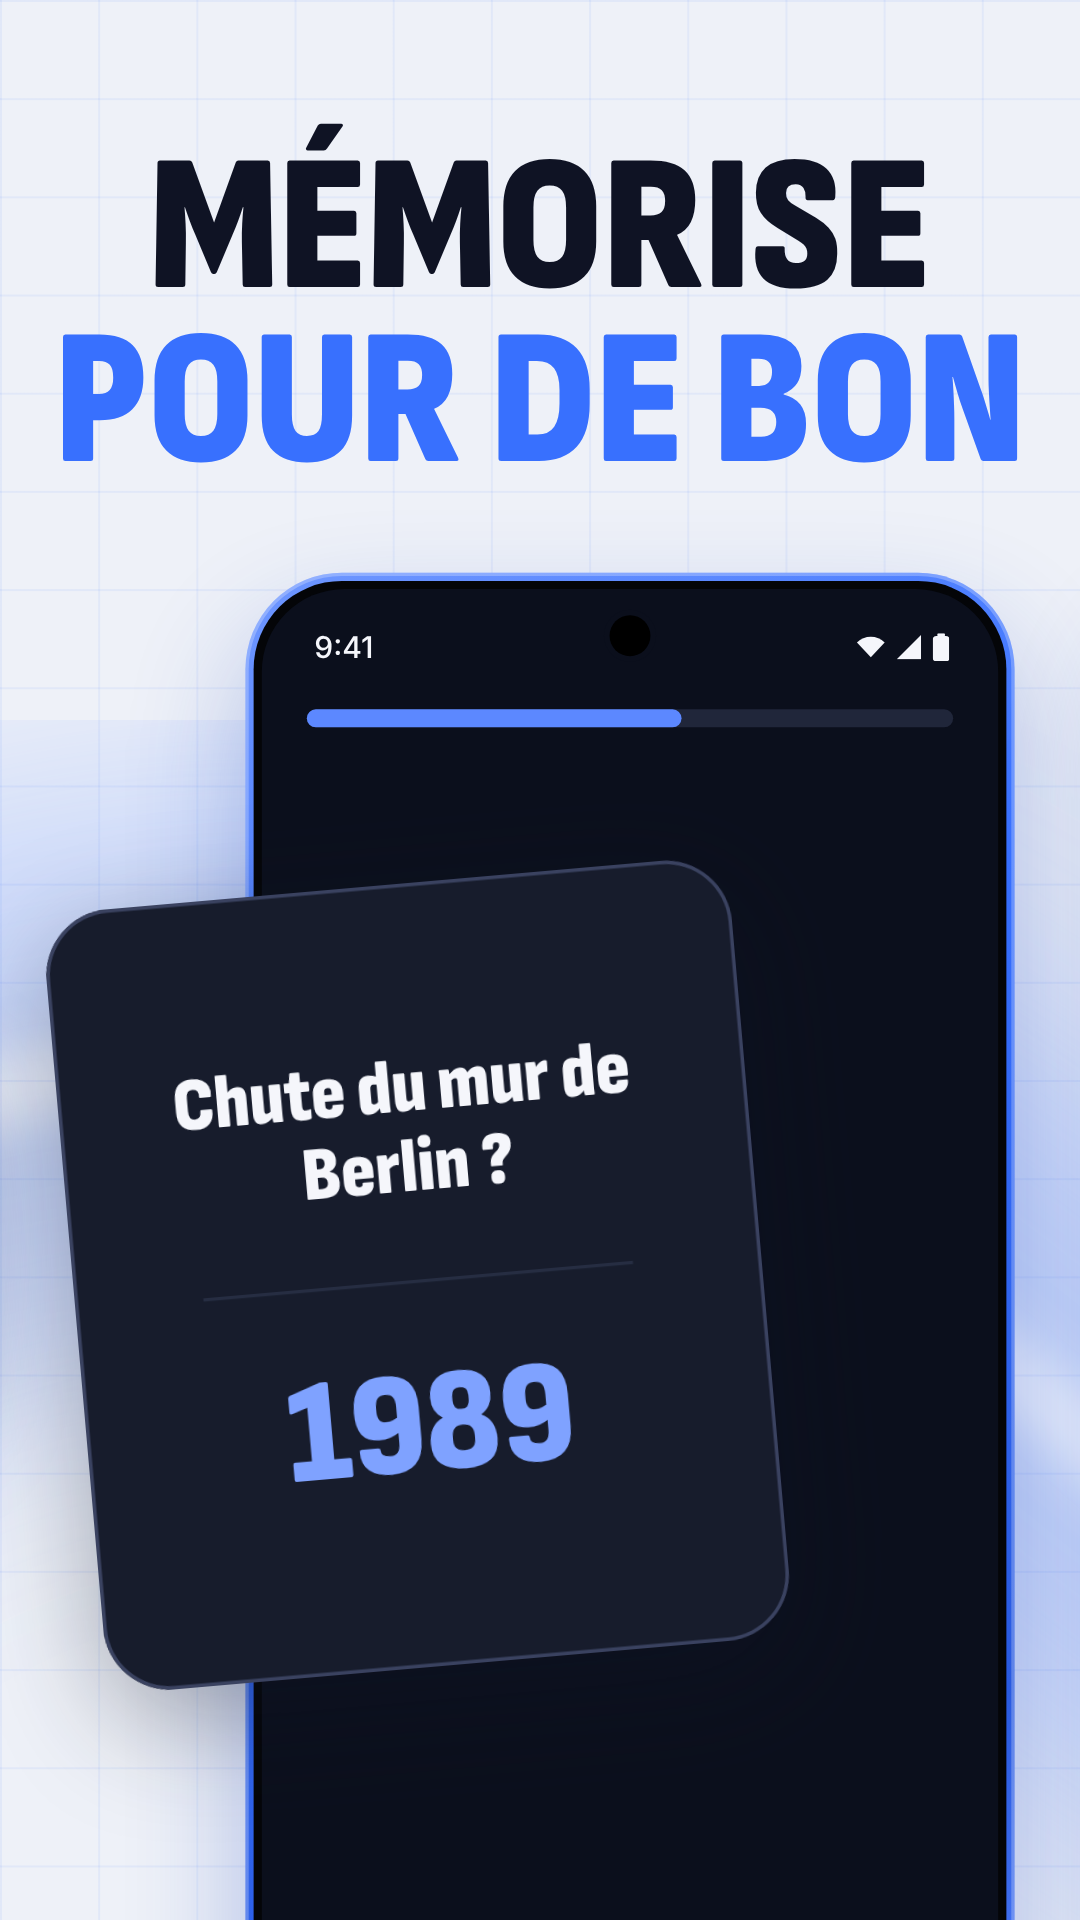 MÉMORISE
POUR DE BON
9:41
Chute du mur de
Berlin ?
1989